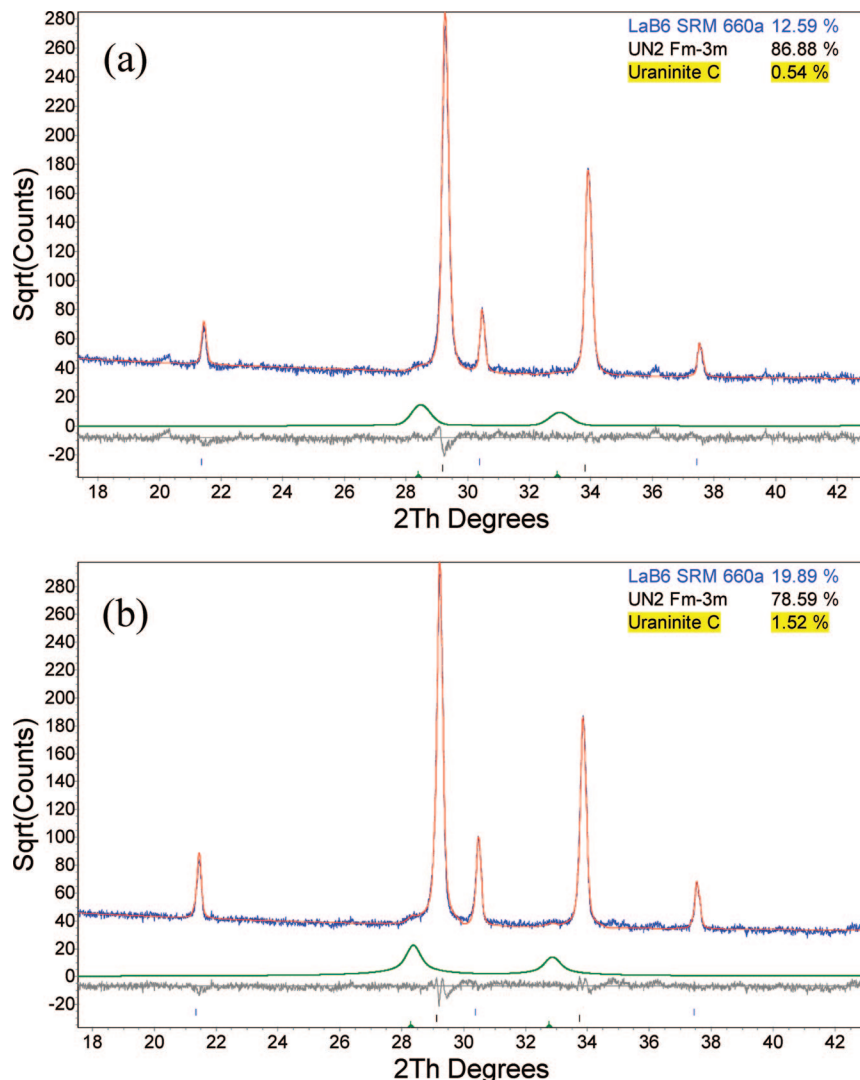 (a)
LaB6 SRM 660a 12.59 %
UN2 Fm-3m 86.88 %
Uraninite C 0.54 %
Sqrt(Counts)
280
260
240
220
200
180
160
140
120
100
80
60
40
20
0
-20
18 20 22 24 26 28 30 32 34 36 38 40 42
2Th Degrees
(b)
LaB6 SRM 660a 19.89 %
UN2 Fm-3m 78.59 %
Uraninite C 1.52 %
Sqrt(Counts)
280
260
240
220
200
180
160
140
120
100
80
60
40
20
0
-20
18 20 22 24 26 28 30 32 34 36 38 40 42
2Th Degrees